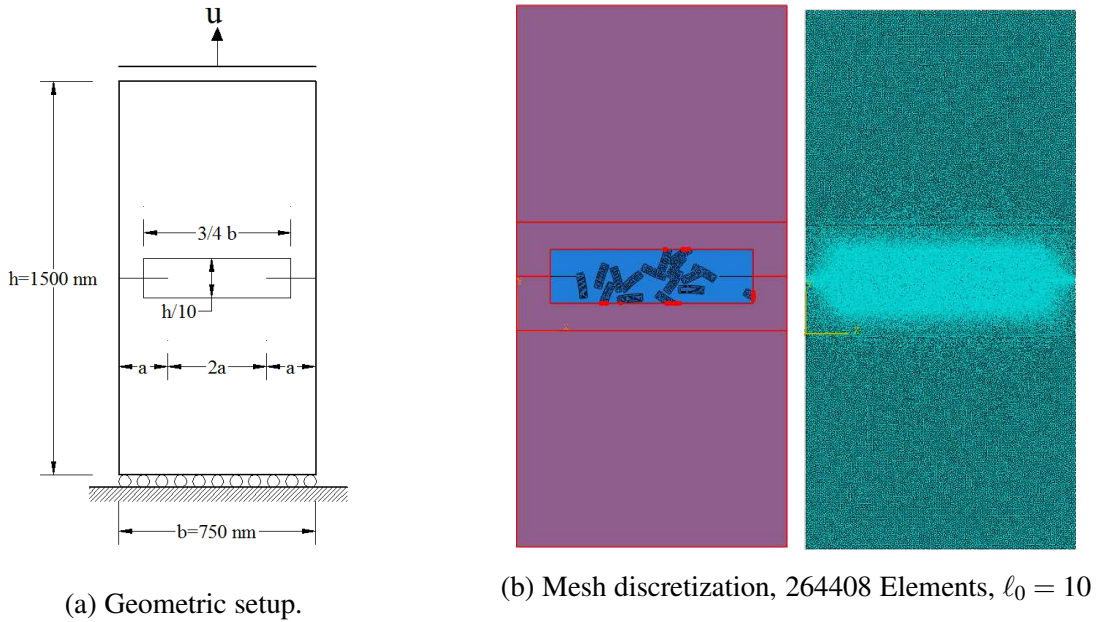 u
3/4 b
h=1500 nm
h/10
a
2a
a
b=750 nm
(a) Geometric setup.
(b) Mesh discretization, 264408 Elements, ℓ₀ = 10